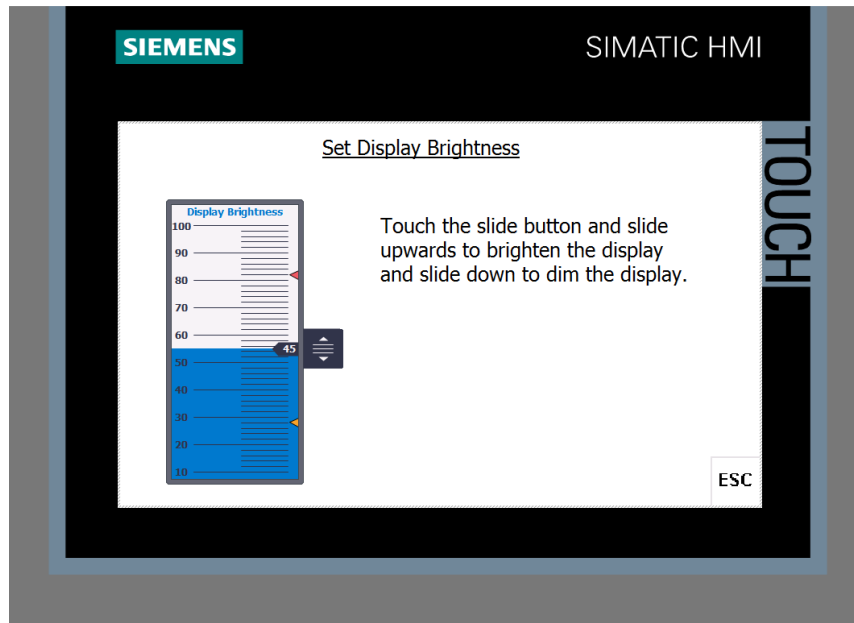 SIEMENS
SIMATIC HMI
TOUCH
Set Display Brightness
Display Brightness
100
90
80
70
60
50
40
30
20
10
45
Touch the slide button and slide
upwards to brighten the display
and slide down to dim the display.
ESC